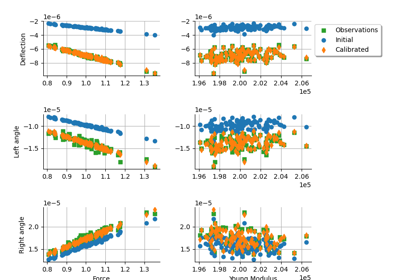 1e−6
1e−6
−2
−4
−6
−8
Deflection
−2
−4
−6
−8
Observations
Initial
Calibrated
0.8 0.9 1.0 1.1 1.2 1.3
1.96 1.98 2.00 2.02 2.04 2.06
1e5
1e−5
1e−5
−1.0
−1.5
Left angle
−1.0
−1.5
0.8 0.9 1.0 1.1 1.2 1.3
1.96 1.98 2.00 2.02 2.04 2.06
1e5
1e−5
1e−5
2.0
1.5
Right angle
2.0
1.5
0.8 0.9 1.0 1.1 1.2 1.3
1.96 1.98 2.00 2.02 2.04 2.06
Force
Young Modulus
1e5